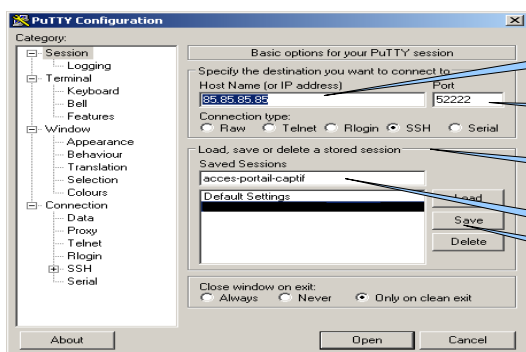 PuTTY Configuration
Category:
Session
Logging
Terminal
Keyboard
Bell
Features
Window
Appearance
Behaviour
Translation
Selection
Colours
Connection
Data
Proxy
Telnet
Rlogin
SSH
Serial
Basic options for your PuTTY session
Specify the destination you want to connect to
Host Name (or IP address)
Port
85.85.85.85
52222
Connection type:
Raw Telnet Rlogin SSH Serial
Load, save or delete a stored session
Saved Sessions
acces-portail-captif
Default Settings
Load
Save
Delete
Close window on exit:
Always Never Only on clean exit
About
Open
Cancel